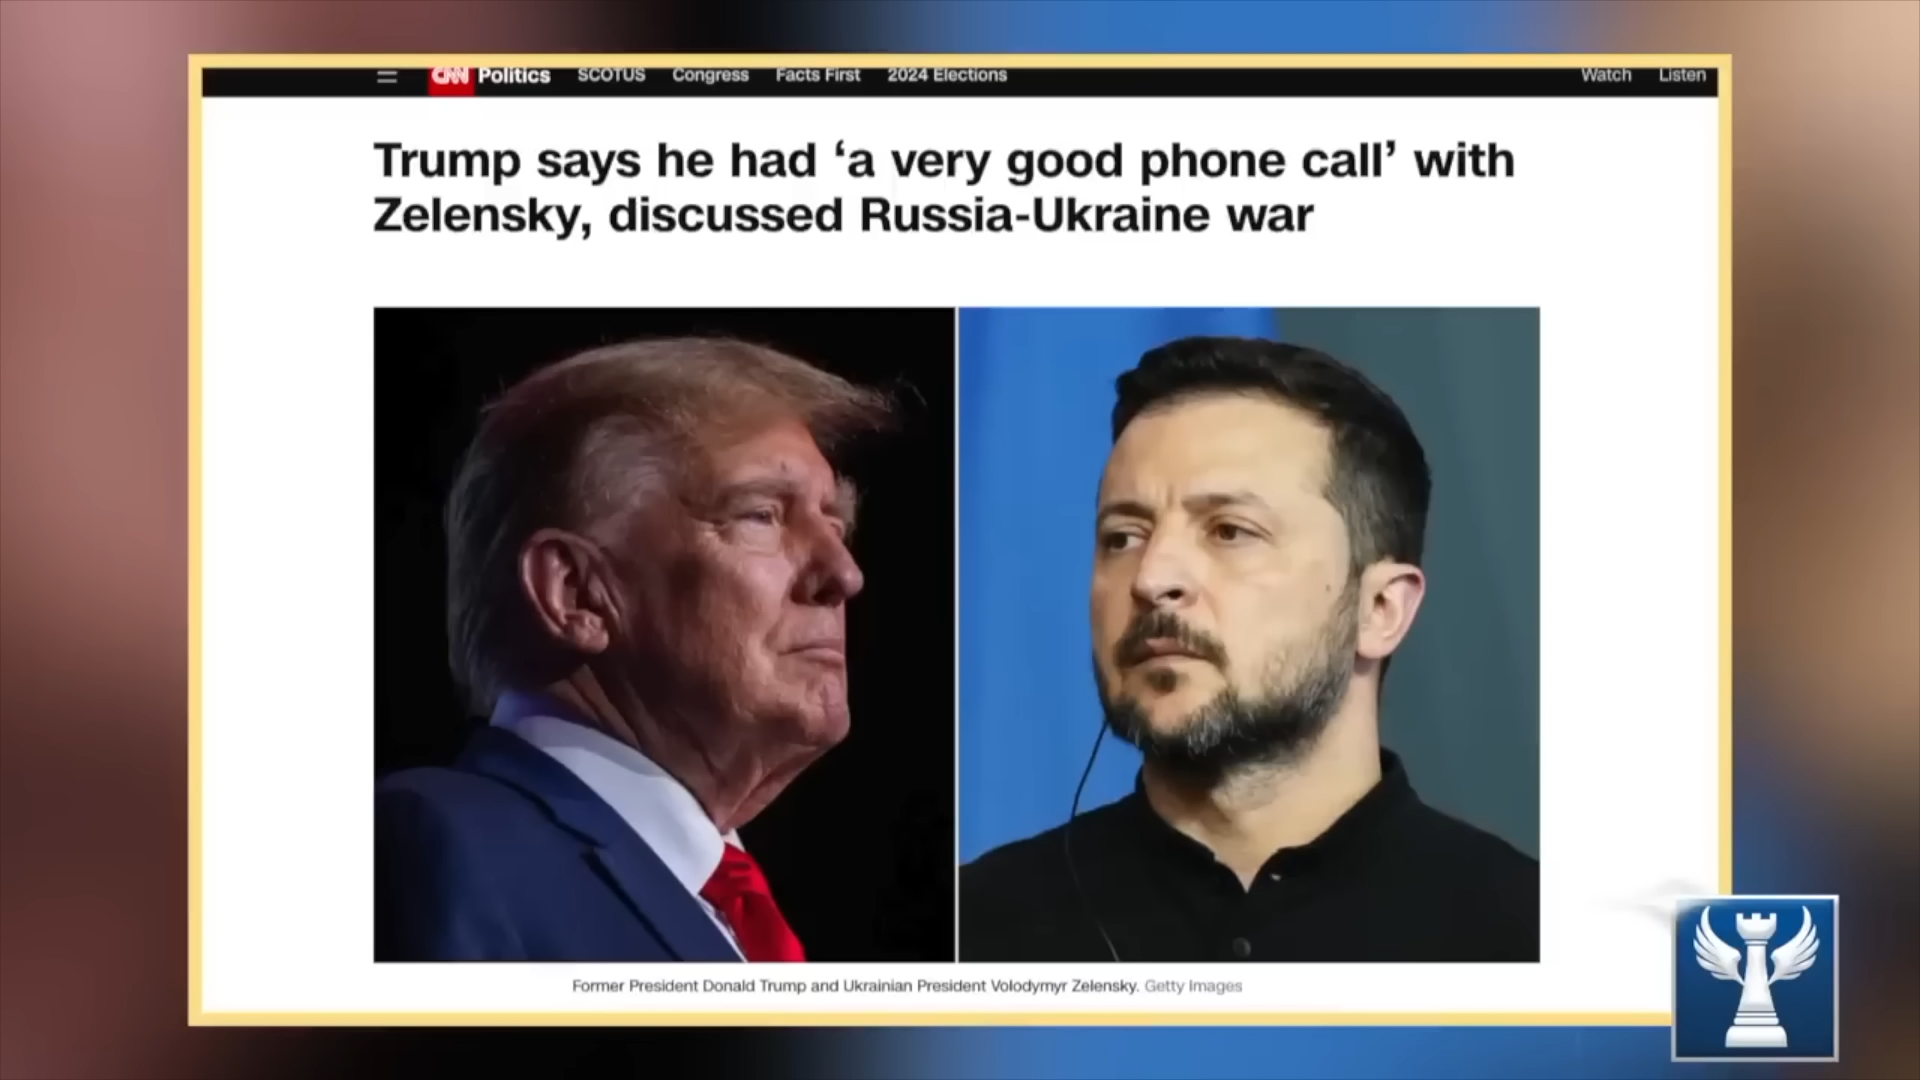 CNN Politics SCOTUS Congress Facts First 2024 Elections Watch Listen
Trump says he had ‘a very good phone call’ with
Zelensky, discussed Russia-Ukraine war
Former President Donald Trump and Ukrainian President Volodymyr Zelensky. Getty Images